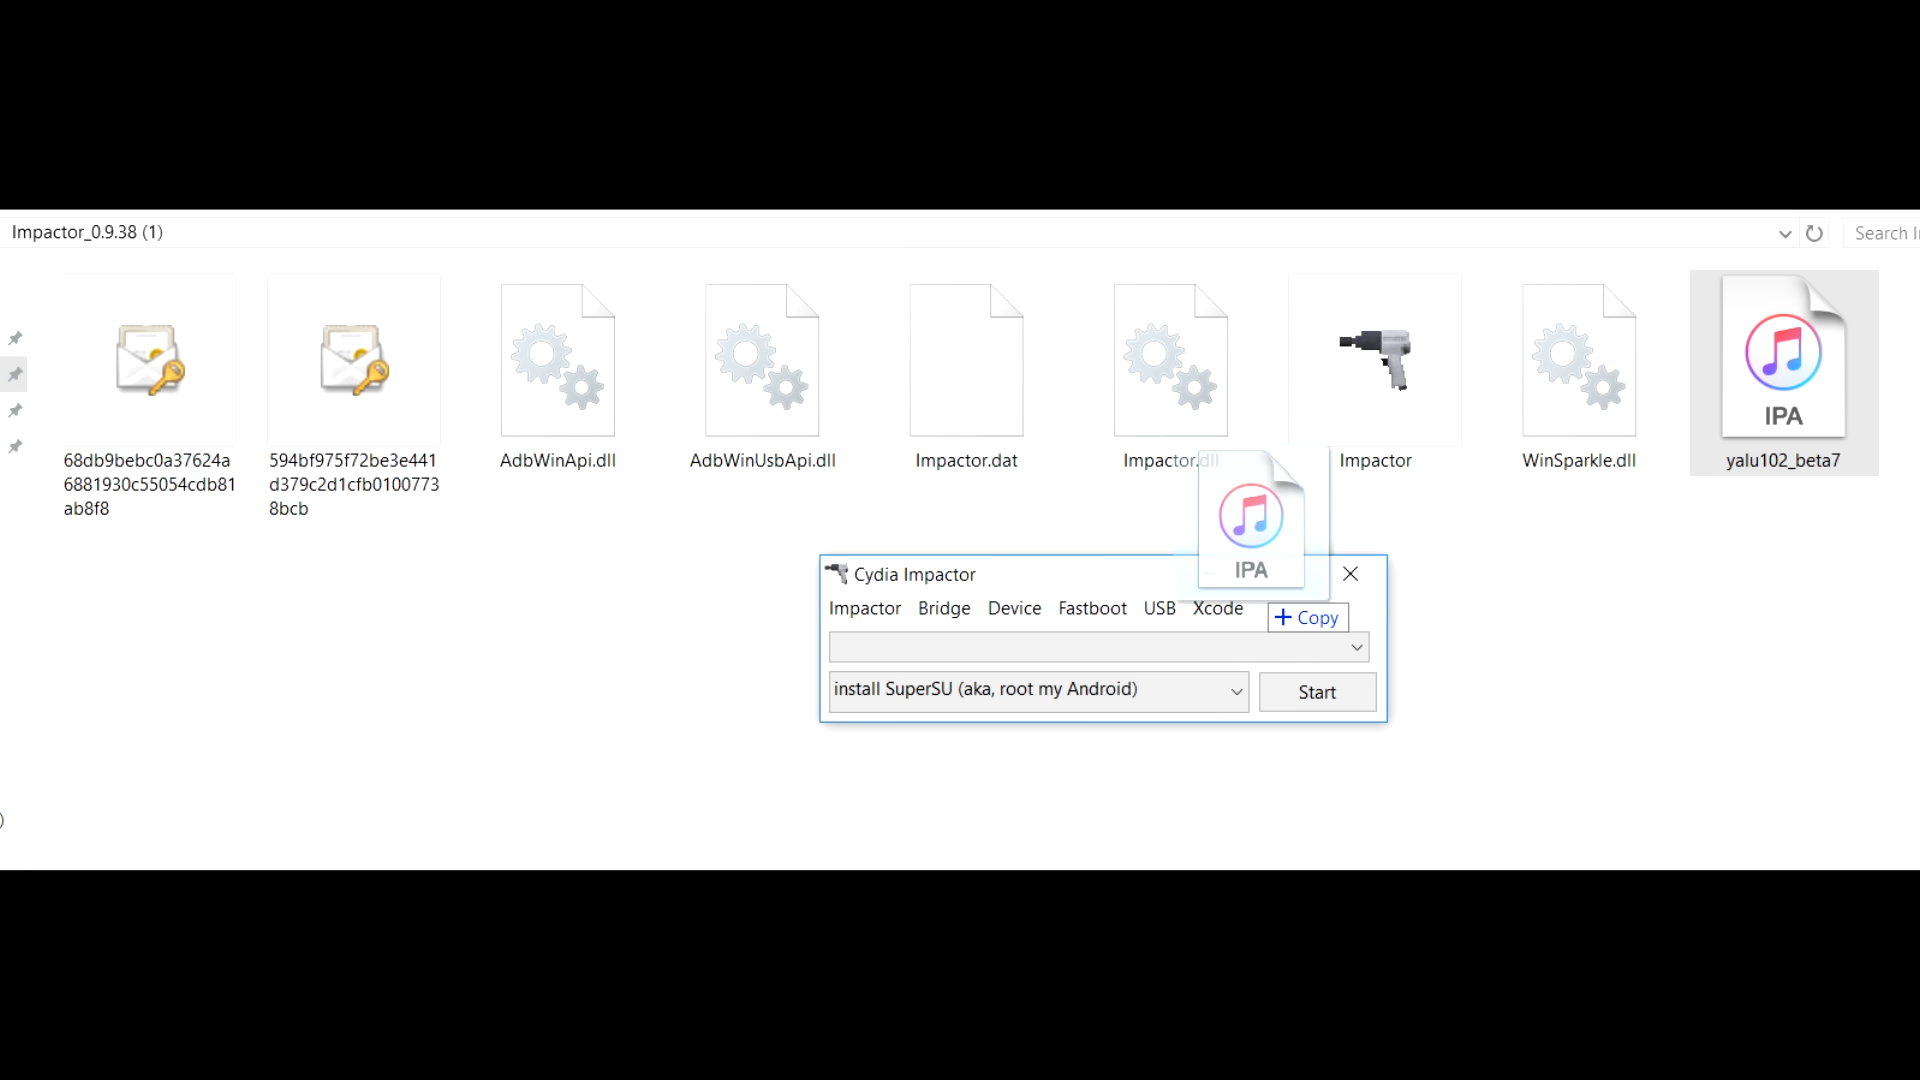 Impactor_0.9.38 (1)
IPA
68db9bebc0a37624a
6881930c55054cdb81
ab8f8
594bf975f72be3e441
d379c2d1cfb0100773
8bcb
AdbWinApi.dll
AdbWinUsbApi.dll
Impactor.dat
Impactor.dll
Impactor
WinSparkle.dll
yalu102_beta7
IPA
Cydia Impactor
Impactor Bridge Device Fastboot USB Xcode
+ Copy
install SuperSU (aka, root my Android)
Start
Search
)